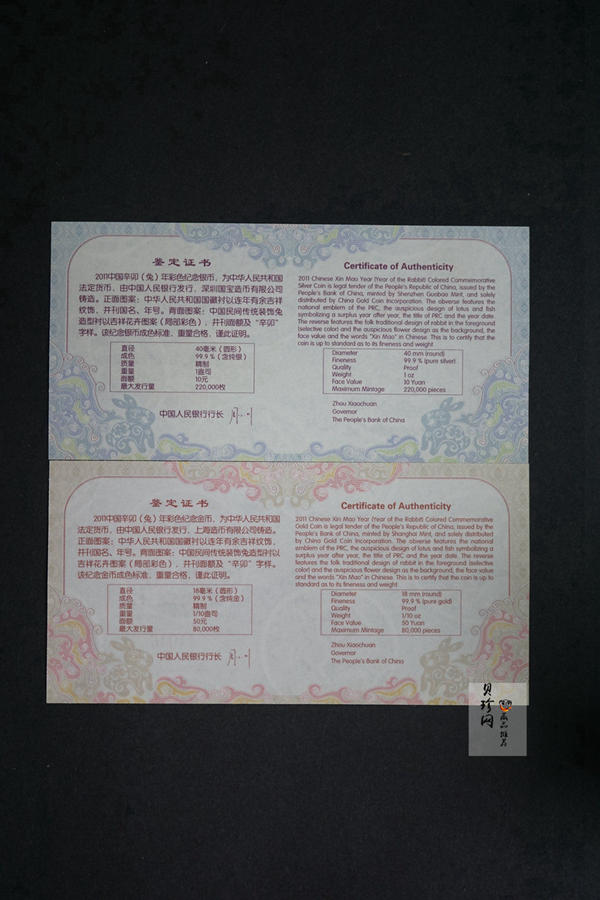 鉴定证书
2011中国辛卯（兔）年彩色纪念银币，为中华人民共和国
法定货币，由中国人民银行发行，深圳国宝造币有限公司
铸造。正面图案：中华人民共和国国徽衬以连年有余吉祥
纹饰，并刊国名、年号。背面图案：中国民间传统装饰兔
造型衬以吉祥花卉图案（局部彩色），并刊面额及“辛卯”
字样。该纪念银币成色标准，重量合格，谨此证明。
直径 40毫米（圆形）
成色 99.9％（含纯银）
质量 精制
重量 1盎司
面额 10元
最大发行量 220,000枚
中国人民银行行长
Certificate of Authenticity
2011 Chinese Xin Mao Year (Year of the Rabbit) Colored Commemorative
Silver Coin is legal tender of the People's Republic of China, issued by the
People's Bank of China, minted by Shenzhen Guobao Mint, and solely
distributed by China Gold Coin Incorporation. The obverse features the
national emblem of the PRC, the auspicious design of lotus and fish
symbolizing a surplus year after year, the title of PRC and the year date.
The reverse features the folk traditional design of rabbit in the foreground
(selective color) and the auspicious flower design as the background, the
face value and the words "Xin Mao" in Chinese. This is to certify that the
coin is up to standard as to its fineness and weight.
Diameter 40 mm (round)
Fineness 99.9 % (pure silver)
Quality Proof
Weight 1 oz
Face Value 10 Yuan
Maximum Mintage 220,000 pieces
Zhou Xiaochuan
Governor
The People's Bank of China
鉴定证书
2011中国辛卯（兔）年彩色纪念金币，为中华人民共和国
法定货币，由中国人民银行发行，上海造币有限公司铸造。
正面图案：中华人民共和国国徽衬以连年有余吉祥纹饰，
并刊国名、年号。背面图案：中国民间传统装饰兔造型衬以
吉祥花卉图案（局部彩色），并刊面额及“辛卯”字样。
该纪念金币成色标准，重量合格，谨此证明。
直径 18毫米（圆形）
成色 99.9％（含纯金）
质量 精制
重量 1/10盎司
面额 50元
最大发行量 80,000枚
中国人民银行行长
Certificate of Authenticity
2011 Chinese Xin Mao Year (Year of the Rabbit) Colored Commemorative
Gold Coin is legal tender of the People's Republic of China, issued by the
People's Bank of China, minted by Shanghai Mint, and solely distributed
by China Gold Coin Incorporation. The obverse features the national
emblem of the PRC, the auspicious design of lotus and fish symbolizing a
surplus year after year, the title of PRC and the year date. The reverse
features the folk traditional design of rabbit in the foreground (selective
color) and the auspicious flower design as the background, the face value
and the words "Xin Mao" in Chinese. This is to certify that the coin is up to
standard as to its fineness and weight.
Diameter 18 mm (round)
Fineness 99.9 % (pure gold)
Quality Proof
Weight 1/10 oz
Face Value 50 Yuan
Maximum Mintage 80,000 pieces
Zhou Xiaochuan
Governor
The People's Bank of China
贝珍网
藏品推荐